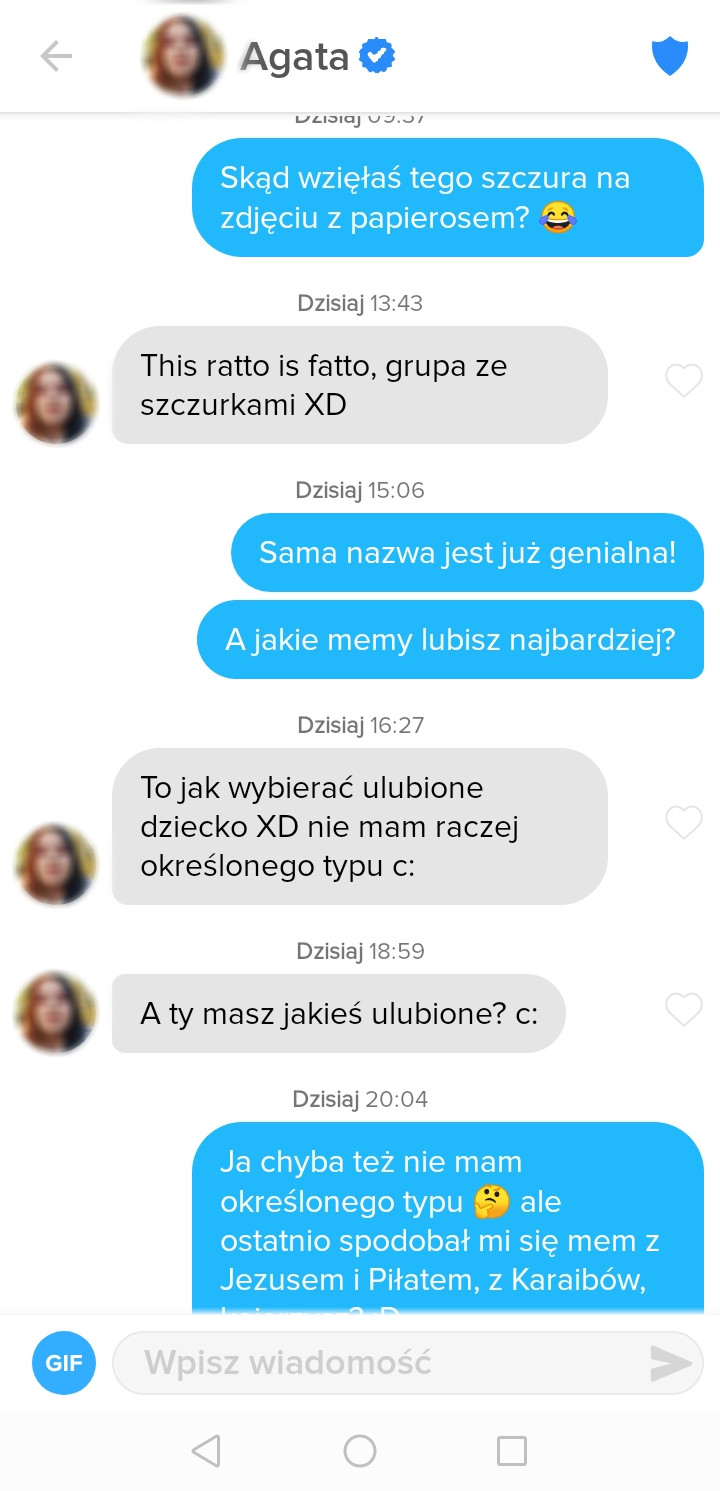 Agata
Dzisiaj 09:37
Skąd wzięłaś tego szczura na
zdjęciu z papierosem? 😂
Dzisiaj 13:43
This ratto is fatto, grupa ze
szczurkami XD
Dzisiaj 15:06
Sama nazwa jest już genialna!
A jakie memy lubisz najbardziej?
Dzisiaj 16:27
To jak wybierać ulubione
dziecko XD nie mam raczej
określonego typu c:
Dzisiaj 18:59
A ty masz jakieś ulubione? c:
Dzisiaj 20:04
Ja chyba też nie mam
określonego typu 🤔 ale
ostatnio spodobał mi się mem z
Jezusem i Piłatem, z Karaibów,
GIF
Wpisz wiadomość